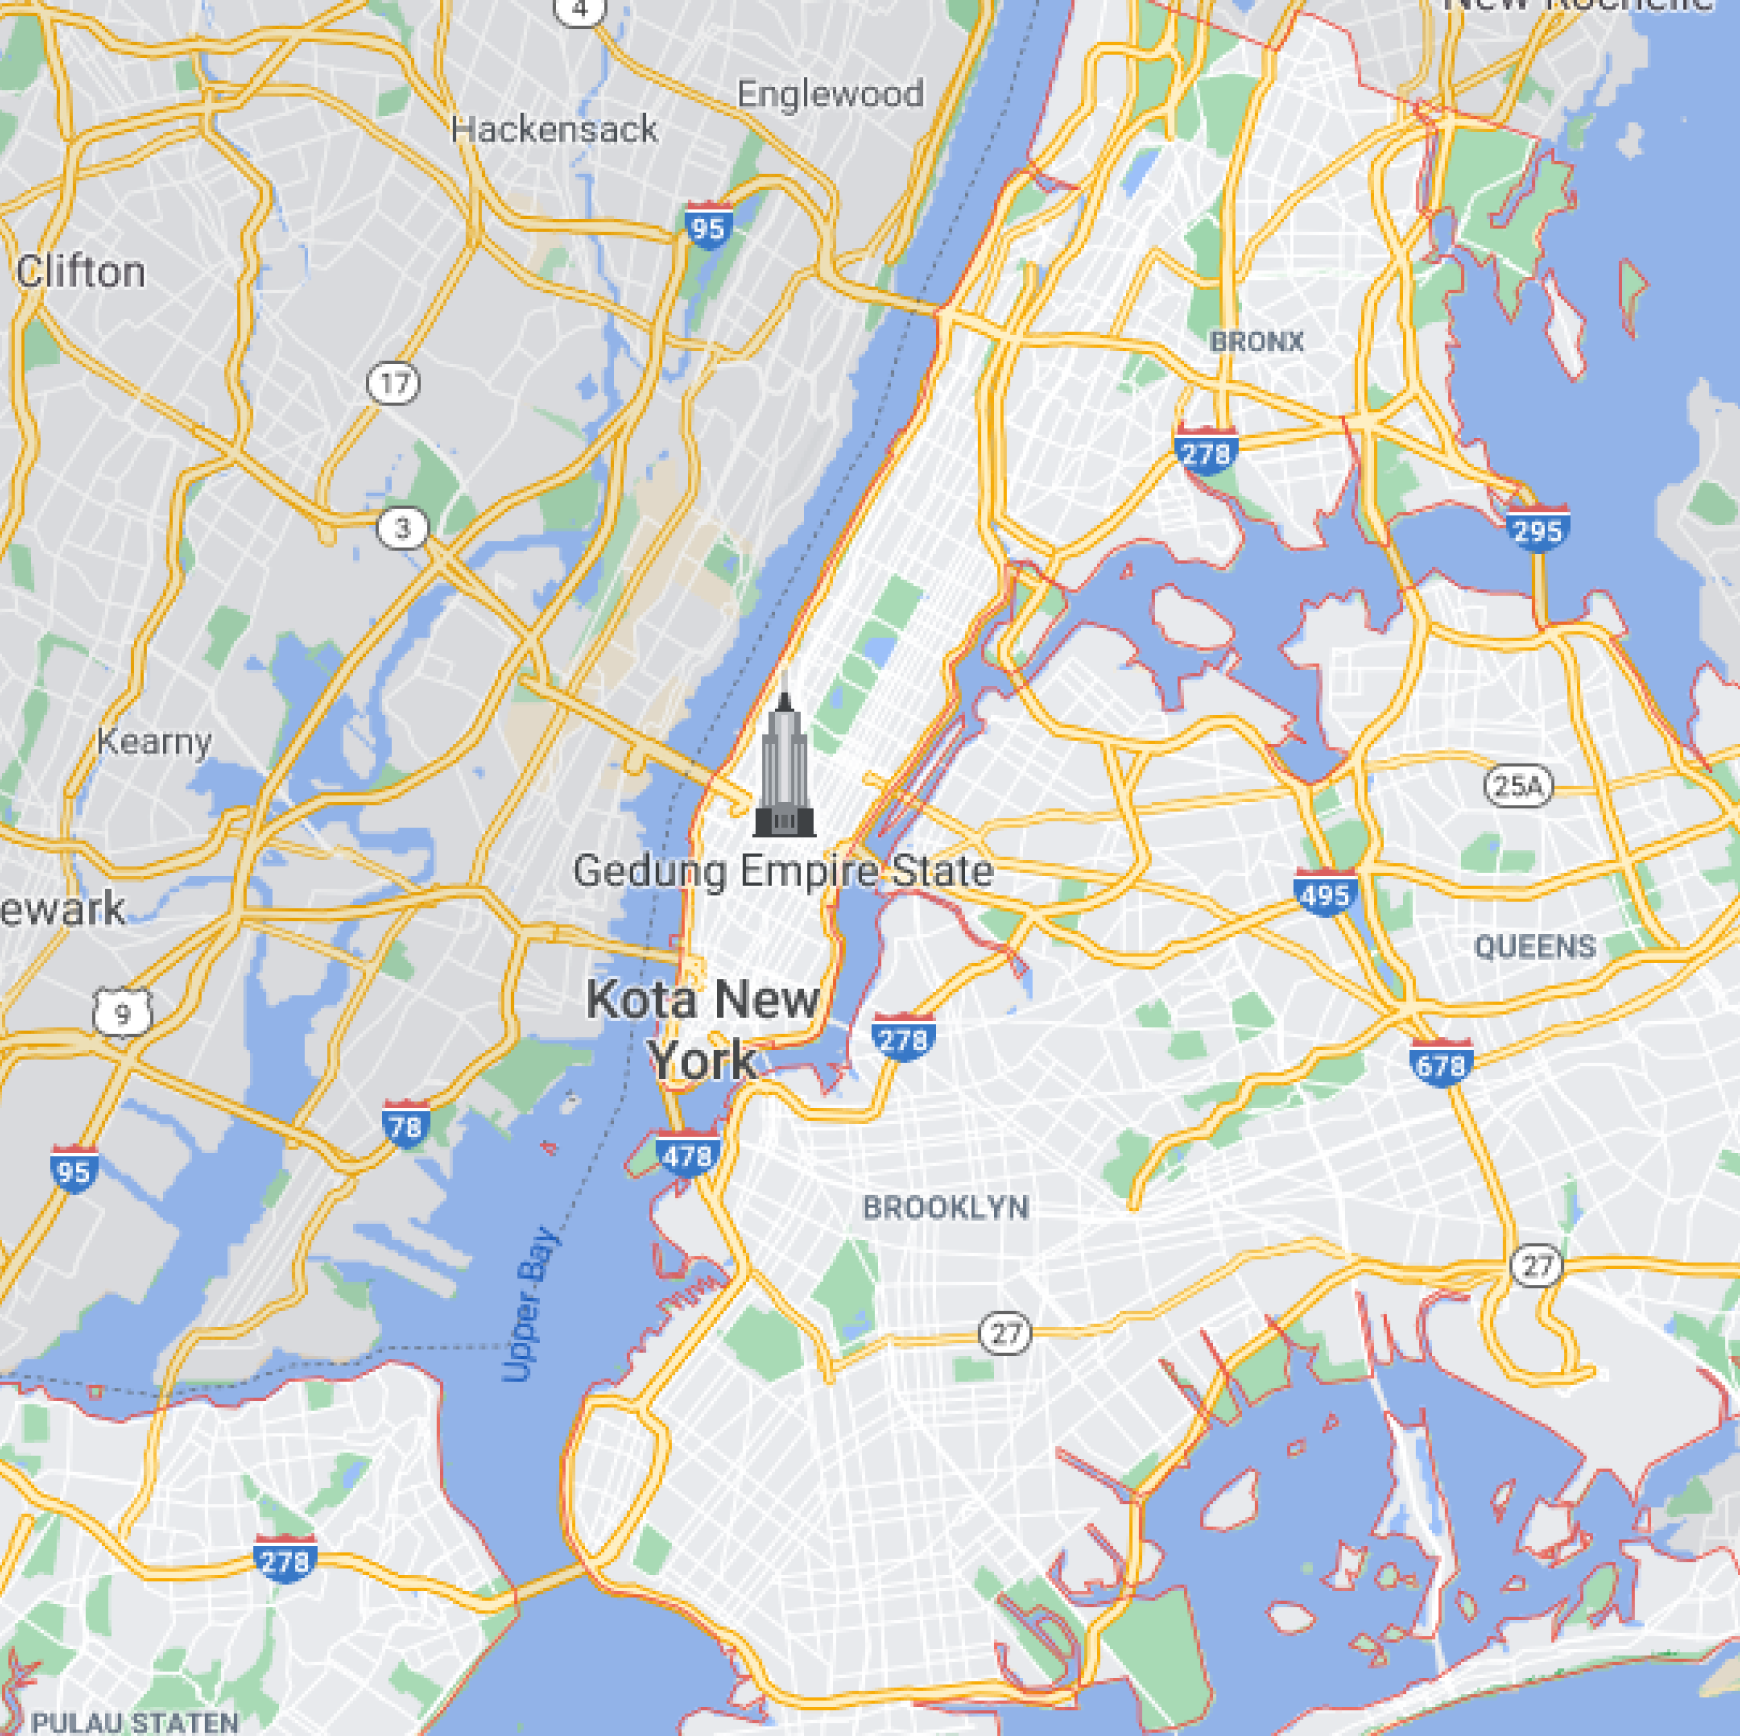 New Rochelle
4
Englewood
Hackensack
95
Clifton
BRONX
17
278
3
295
Kearny
25A
Gedung Empire State
495
ewark
QUEENS
Kota New
York
9
278
678
78
478
95
BROOKLYN
27
Upper Bay
27
278
PULAU STATEN